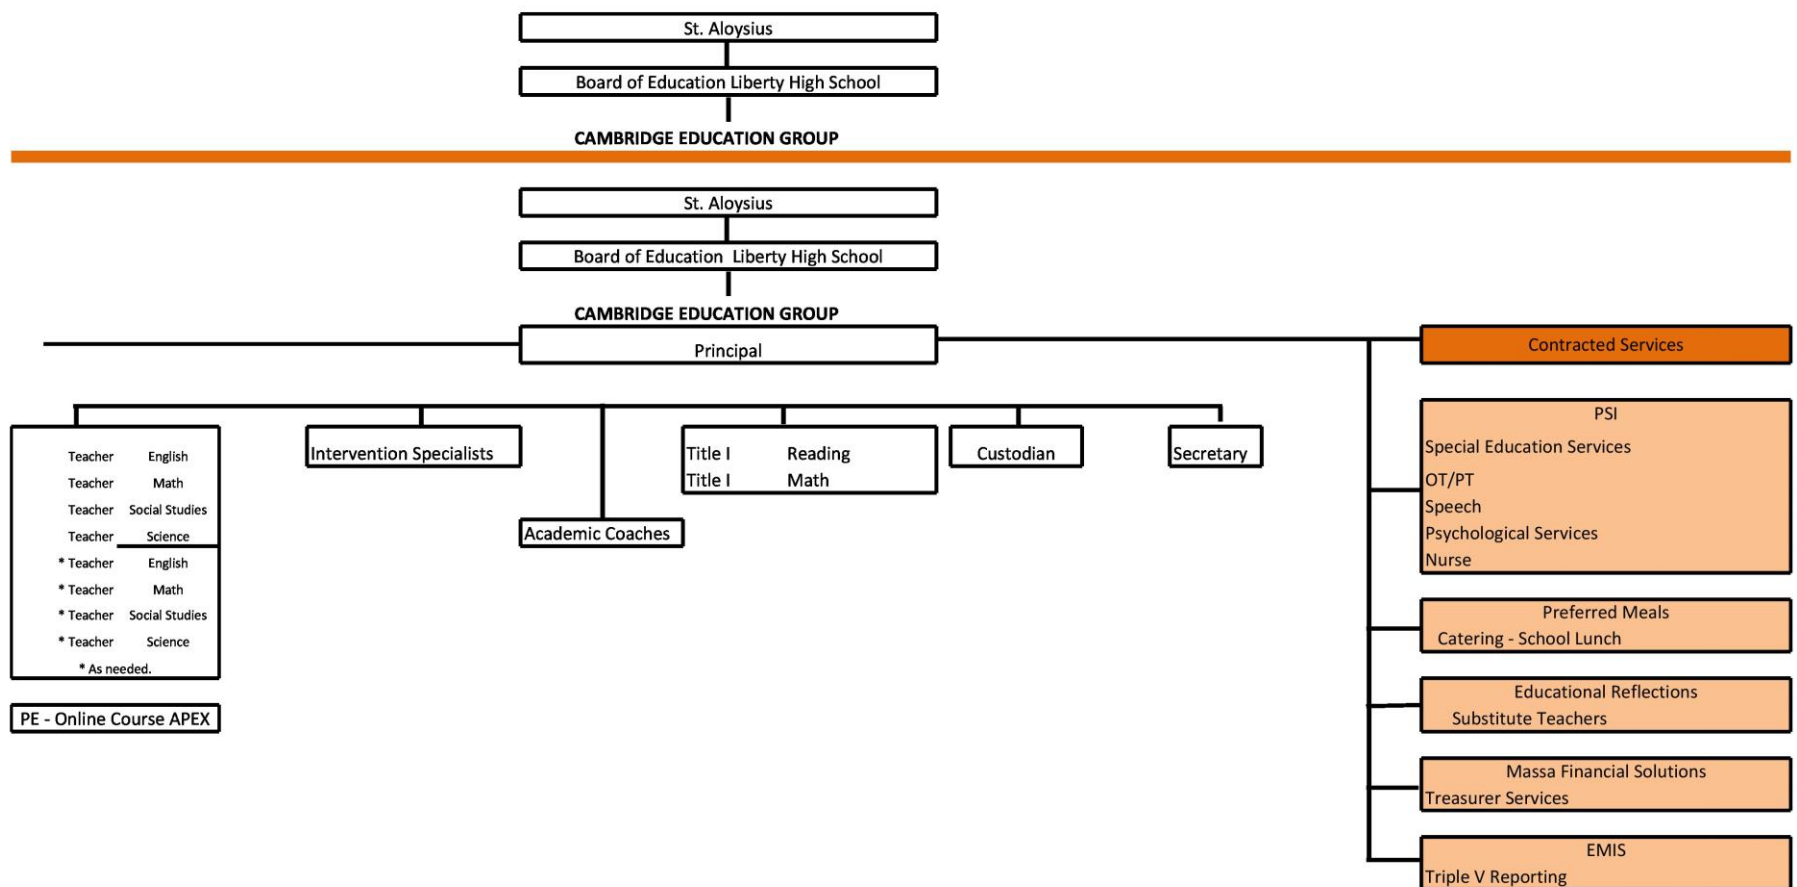 St. Aloysius
Board of Education Liberty High School
CAMBRIDGE EDUCATION GROUP
St. Aloysius
Board of Education Liberty High School
CAMBRIDGE EDUCATION GROUP
Principal
Contracted Services
Teacher English
Teacher Math
Teacher Social Studies
Teacher Science
* Teacher English
* Teacher Math
* Teacher Social Studies
* Teacher Science
* As needed.
PE - Online Course APEX
Intervention Specialists
Academic Coaches
Title I Reading
Title I Math
Custodian
Secretary
PSI
Special Education Services
OT/PT
Speech
Psychological Services
Nurse
Preferred Meals
Catering - School Lunch
Educational Reflections
Substitute Teachers
Massa Financial Solutions
Treasurer Services
EMIS
Triple V Reporting